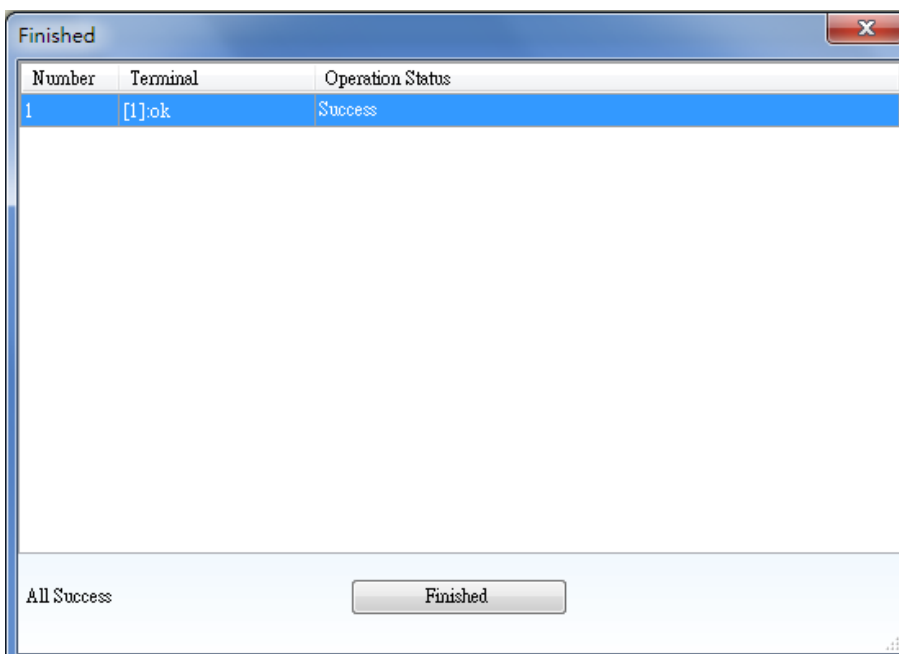 Finished
Number Terminal Operation Status
1 [1]:ok Success
All Success Finished